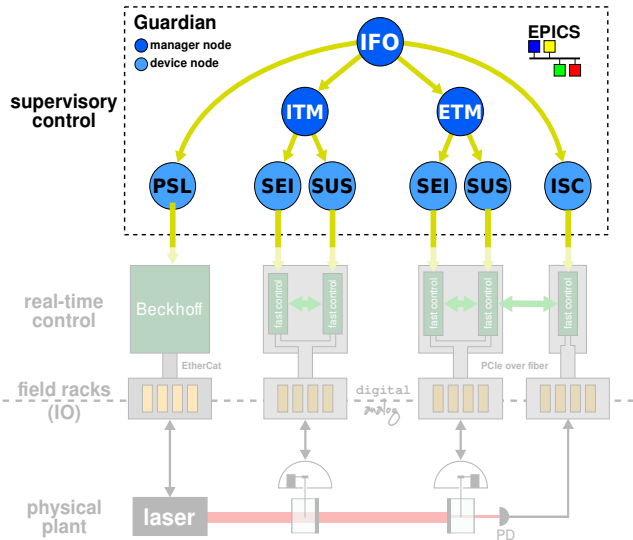 Guardian
manager node
device node
EPICS
supervisory
control
IFO
ITM
ETM
PSL
SEI
SUS
SEI
SUS
ISC
real-time
control
Beckhoff
fast control
fast control
fast control
fast control
fast control
EtherCat
PCIe over fiber
field racks
(IO)
digital
analog
physical
plant
laser
PD